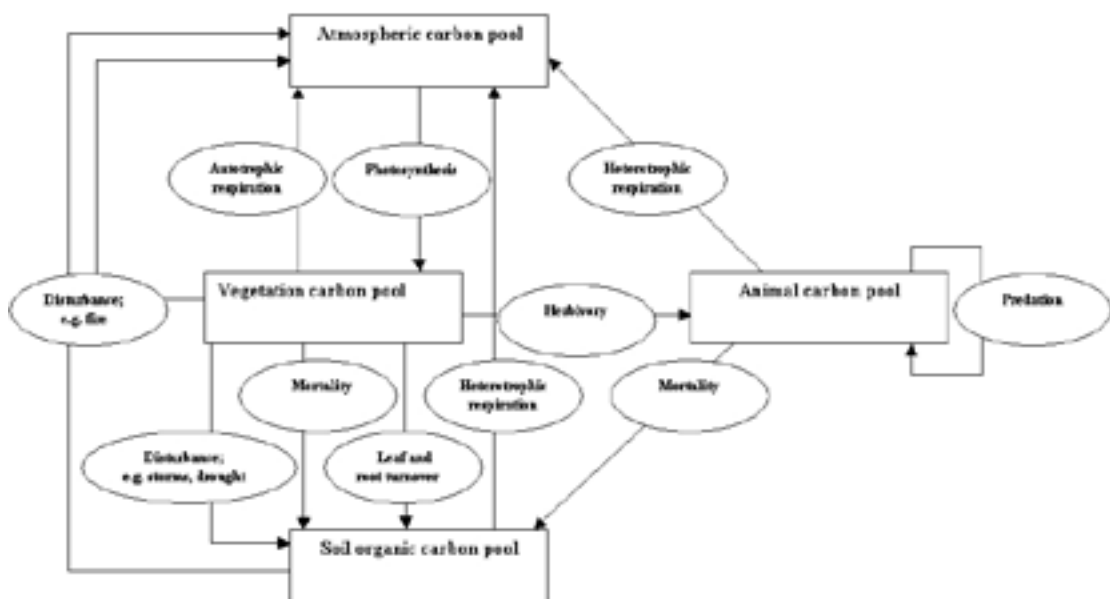 Atmospheric carbon pool
Autotrophic
respiration
Photosynthesis
Heterotrophic
respiration
Disturbance;
e.g. fire
Vegetation carbon pool
Herbivory
Animal carbon pool
Predation
Mortality
Heterotrophic
respiration
Mortality
Disturbance;
e.g. storms, drought
Leaf and
root turnover
Soil organic carbon pool